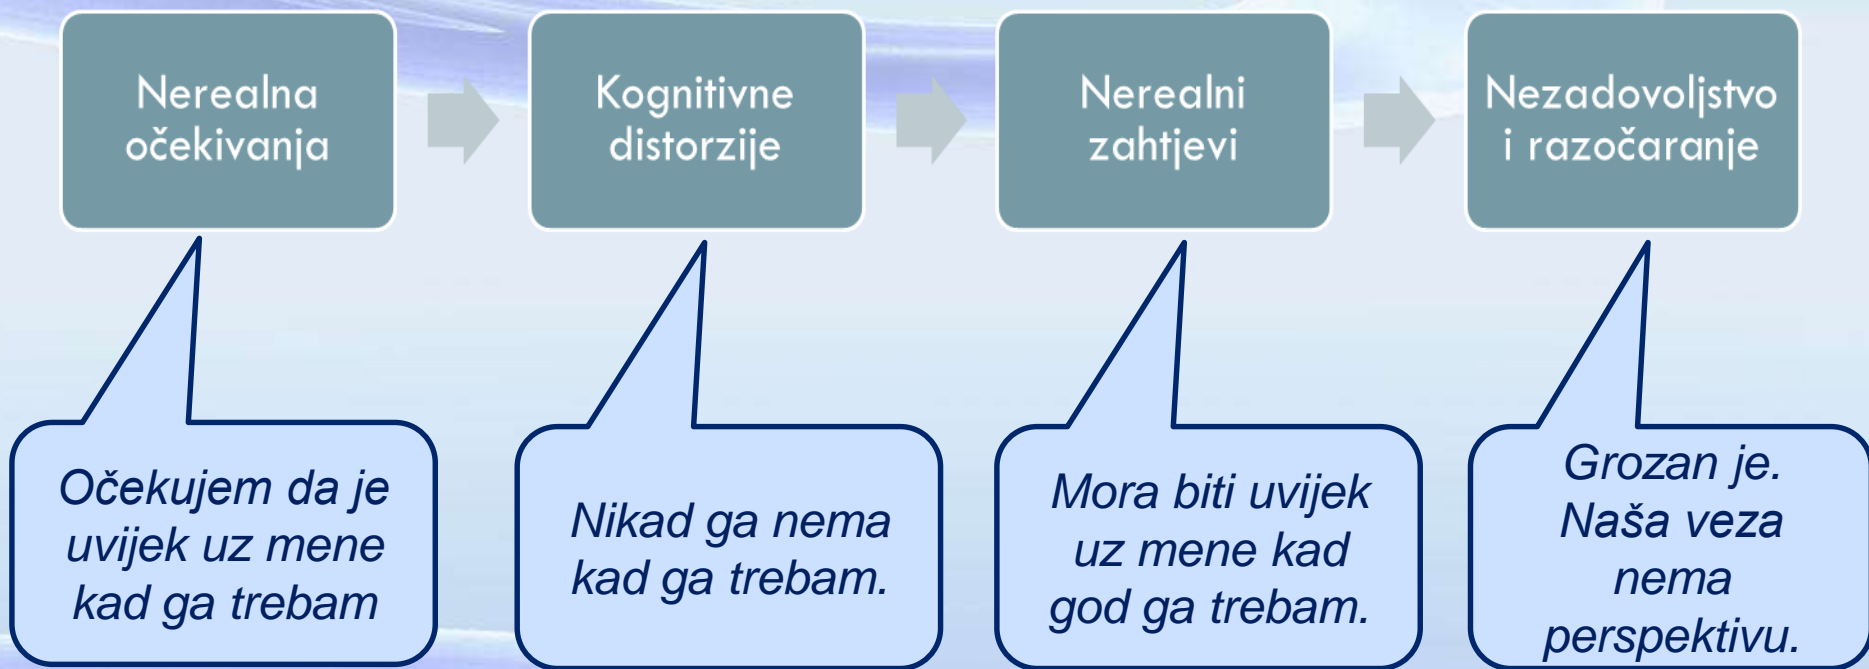 Nerealna
očekivanja
Kognitivne
distorzije
Nerealni
zahtjevi
Nezadovoljstvo
i razočaranje
Očekujem da je
uvijek uz mene
kad ga trebam
Nikad ga nema
kad ga trebam.
Mora biti uvijek
uz mene kad
god ga trebam.
Grozan je.
Naša veza
nema
perspektivu.